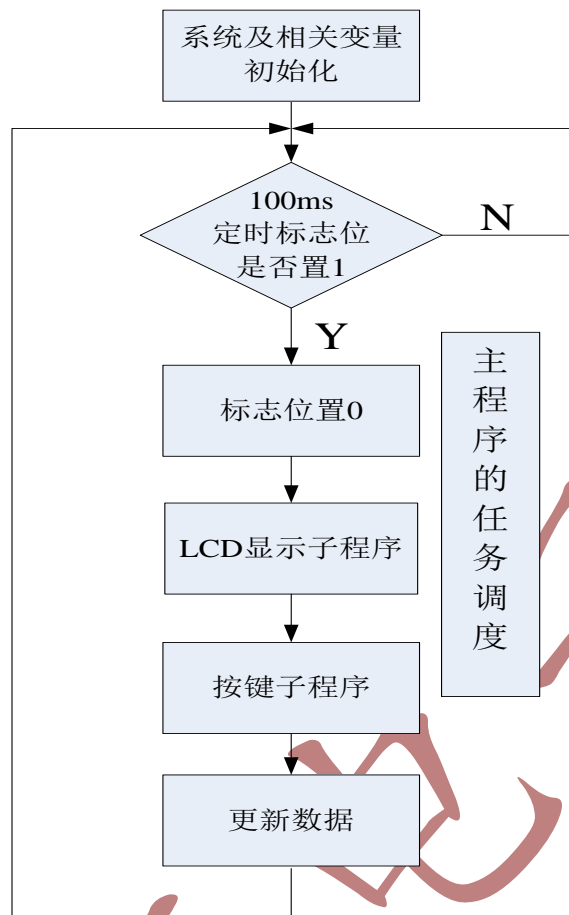 系统及相关变量
初始化
100ms
定时标志位
是否置1
N
Y
标志位置0
LCD显示子程序
按键子程序
更新数据
主
程
序
的
任
务
调
度